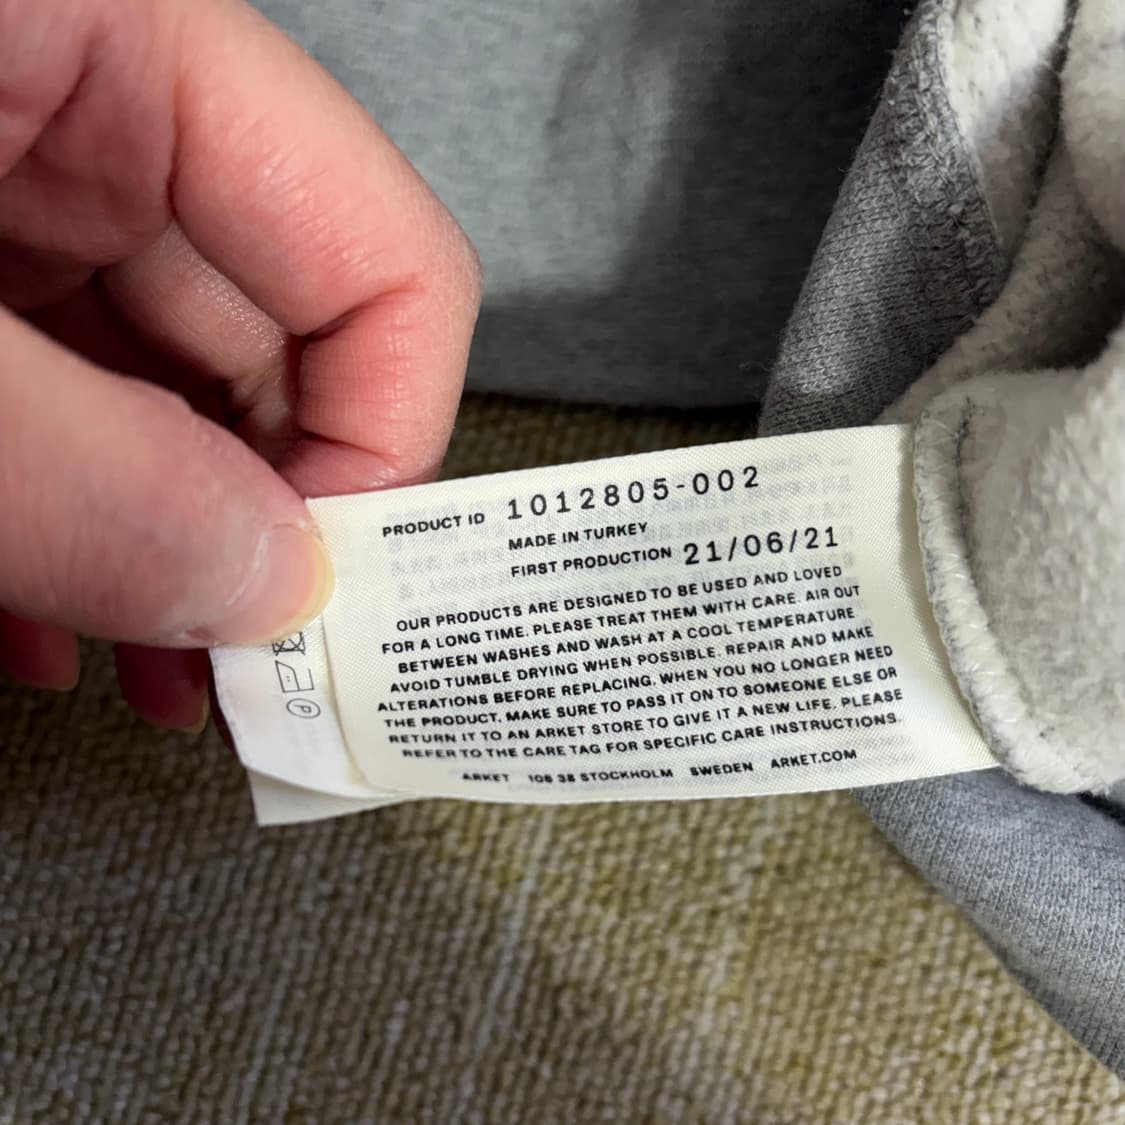 PRODUCT ID 1012805-002
MADE IN TURKEY
FIRST PRODUCTION 21/06/21
OUR PRODUCTS ARE DESIGNED TO BE USED AND LOVED
FOR A LONG TIME. PLEASE TREAT THEM WITH CARE. AIR OUT
BETWEEN WASHES AND WASH AT A COOL TEMPERATURE
AVOID TUMBLE DRYING WHEN POSSIBLE. REPAIR AND MAKE
ALTERATIONS BEFORE REPLACING. WHEN YOU NO LONGER NEED
THE PRODUCT, MAKE SURE TO PASS IT ON TO SOMEONE ELSE OR
RETURN IT TO AN ARKET STORE TO GIVE IT A NEW LIFE. PLEASE
REFER TO THE CARE TAG FOR SPECIFIC CARE INSTRUCTIONS.
ARKET 106 38 STOCKHOLM SWEDEN ARKET.COM
P